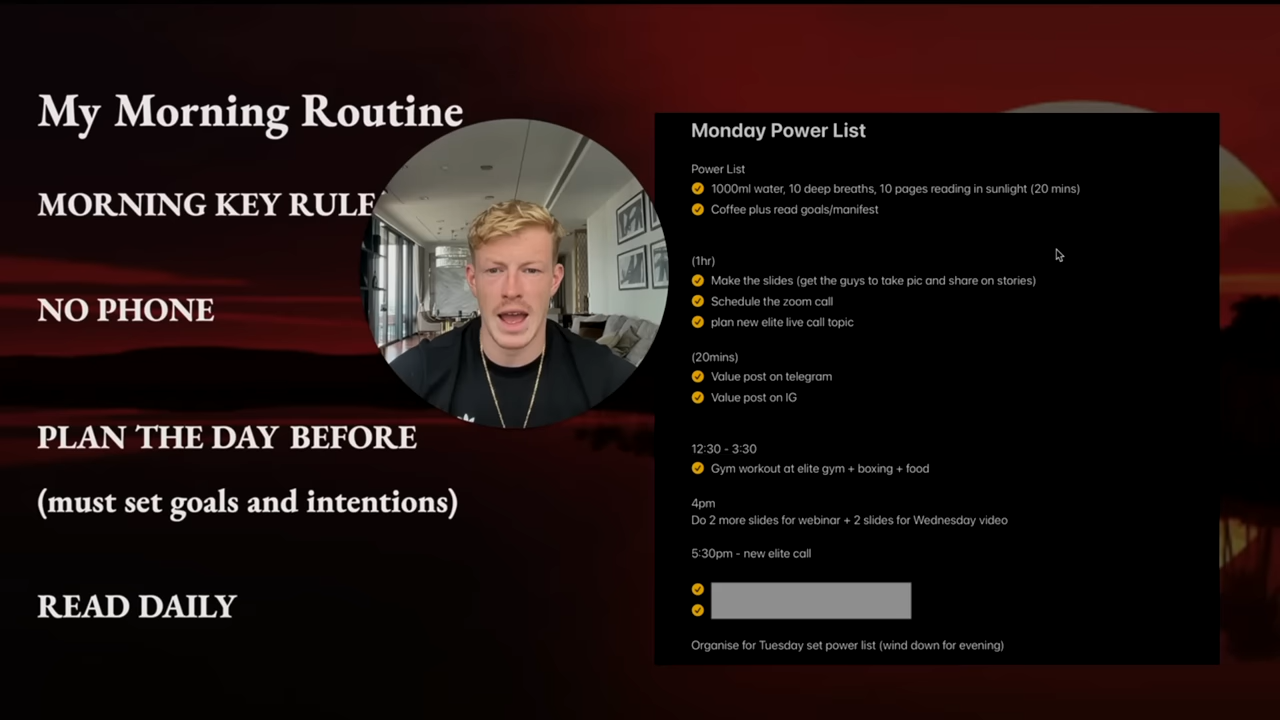 My Morning Routine
MORNING KEY RULE
NO PHONE
PLAN THE DAY BEFORE
(must set goals and intentions)
READ DAILY
Monday Power List
Power List
1000ml water, 10 deep breaths, 10 pages reading in sunlight (20 mins)
Coffee plus read goals/manifest
(1hr)
Make the slides (get the guys to take pic and share on stories)
Schedule the zoom call
plan new elite live call topic
(20mins)
Value post on telegram
Value post on IG
12:30 - 3:30
Gym workout at elite gym + boxing + food
4pm
Do 2 more slides for webinar + 2 slides for Wednesday video
5:30pm - new elite call
Organise for Tuesday set power list (wind down for evening)